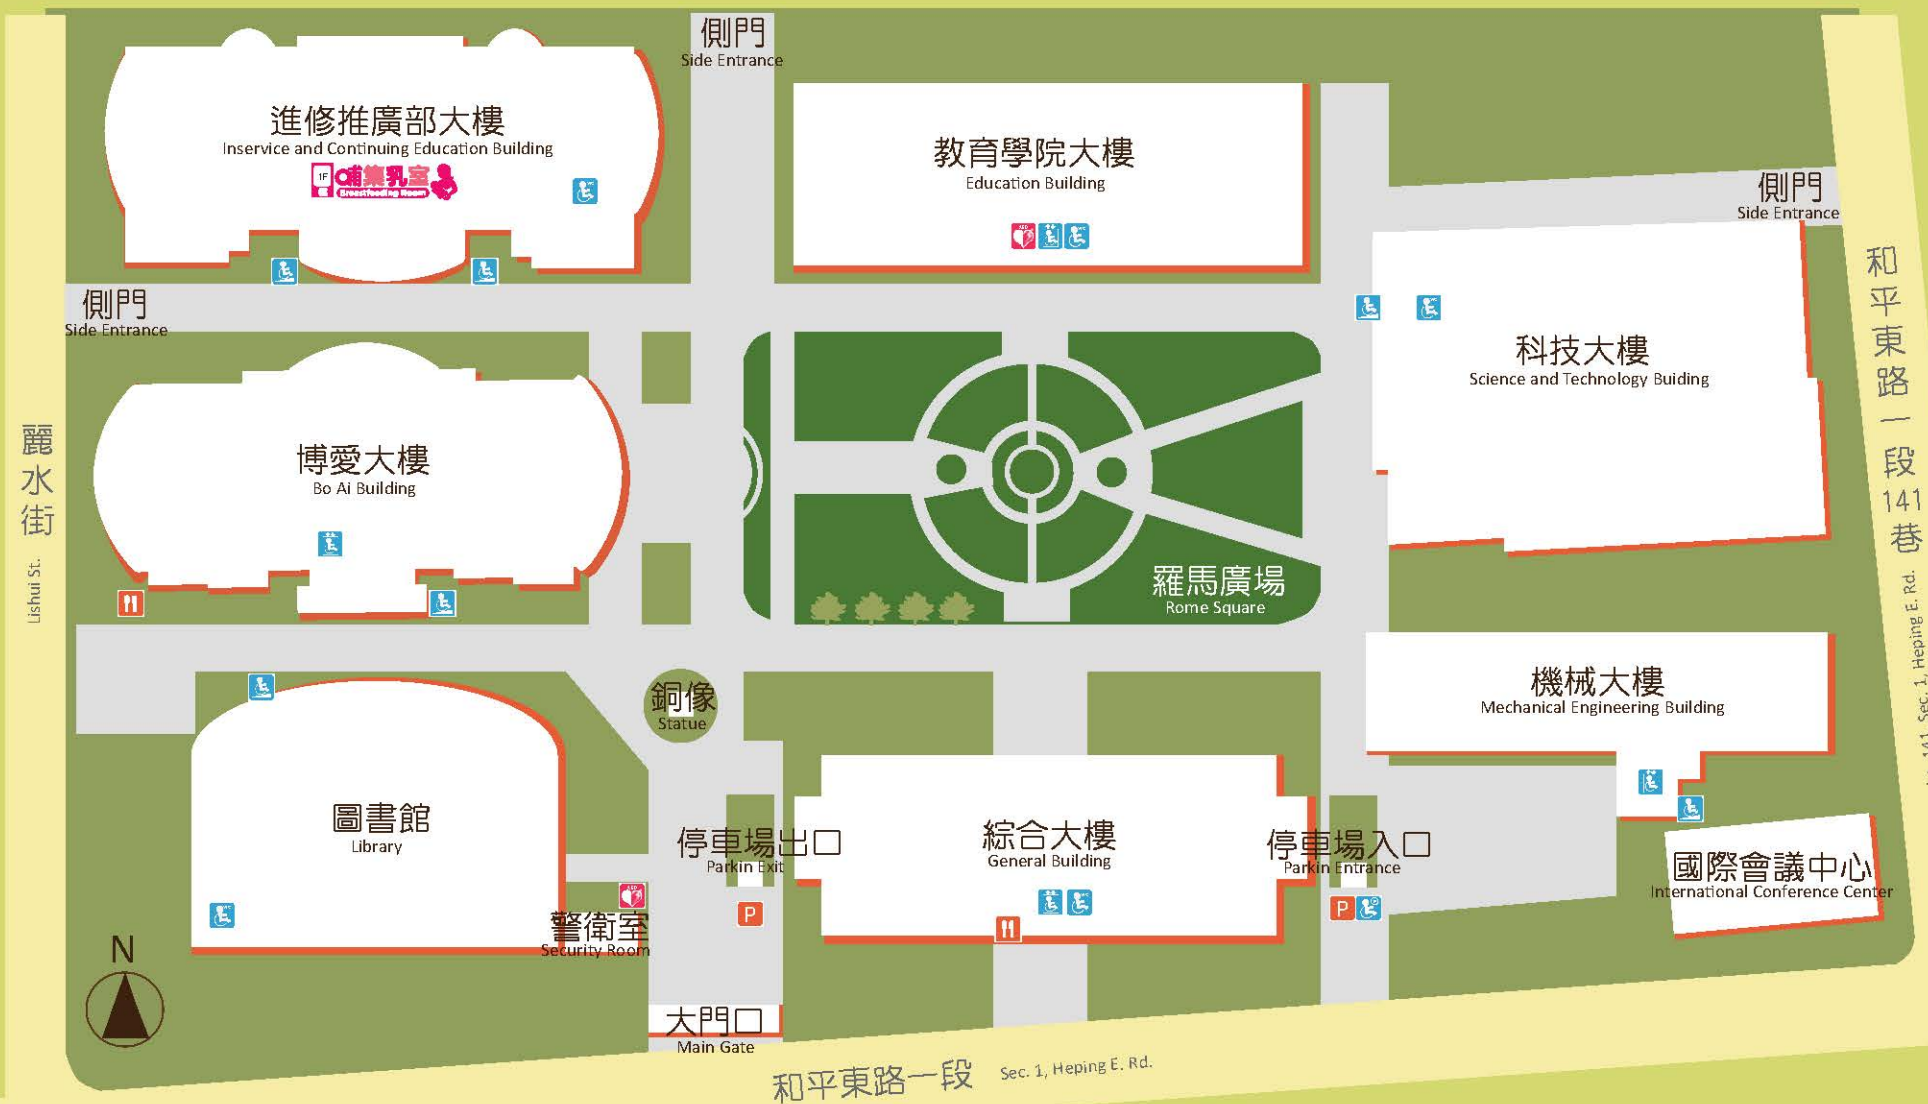 側門
Side Entrance
進修推廣部大樓
Inservice and Continuing Education Building
1F
哺集乳室
Breastfeeding Room
教育學院大樓
Education Building
AED
側門
Side Entrance
側門
Side Entrance
科技大樓
Science and Technology Buiding
和平東路一段141巷
141, Sec. 1, Heping E. Rd.
麗水街
Lishui St.
博愛大樓
Bo Ai Building
羅馬廣場
Rome Square
銅像
Statue
機械大樓
Mechanical Engineering Building
圖書館
Library
停車場出口
Parkin Exit
P
綜合大樓
General Building
停車場入口
Parkin Entrance
P
國際會議中心
International Conference Center
AED
警衛室
Security Room
N
大門口
Main Gate
和平東路一段 Sec. 1, Heping E. Rd.